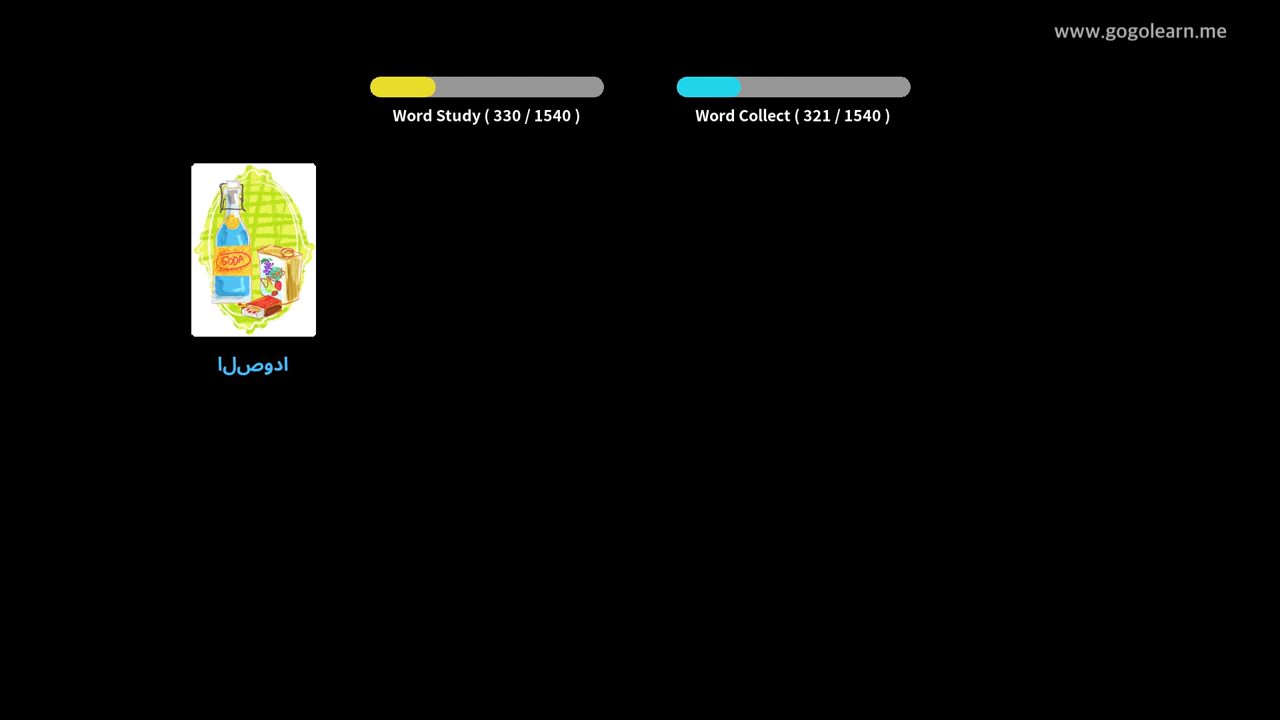 www.gogolearn.me
Word Study ( 330 / 1540 )
Word Collect ( 321 / 1540 )
SODA
الصودا